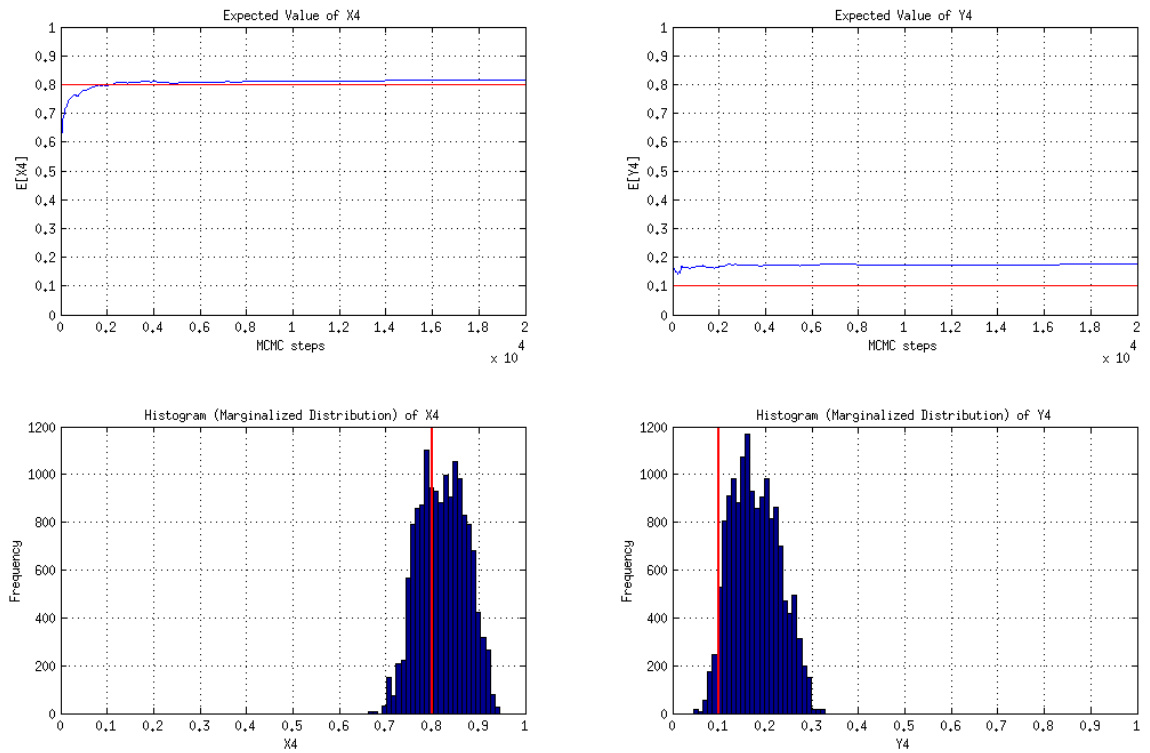 Expected Value of X4
1
0.9
0.8
0.7
0.6
0.5
0.4
0.3
0.2
0.1
0
E[X4]
0 0.2 0.4 0.6 0.8 1 1.2 1.4 1.6 1.8 2
MCMC steps
x 10 4
Expected Value of Y4
1
0.9
0.8
0.7
0.6
0.5
0.4
0.3
0.2
0.1
0
E[Y4]
0 0.2 0.4 0.6 0.8 1 1.2 1.4 1.6 1.8 2
MCMC steps
x 10 4
Histogram (Marginalized Distribution) of X4
1200
1000
800
600
400
200
0
Frequency
0 0.1 0.2 0.3 0.4 0.5 0.6 0.7 0.8 0.9 1
X4
Histogram (Marginalized Distribution) of Y4
1200
1000
800
600
400
200
0
Frequency
0 0.1 0.2 0.3 0.4 0.5 0.6 0.7 0.8 0.9 1
Y4